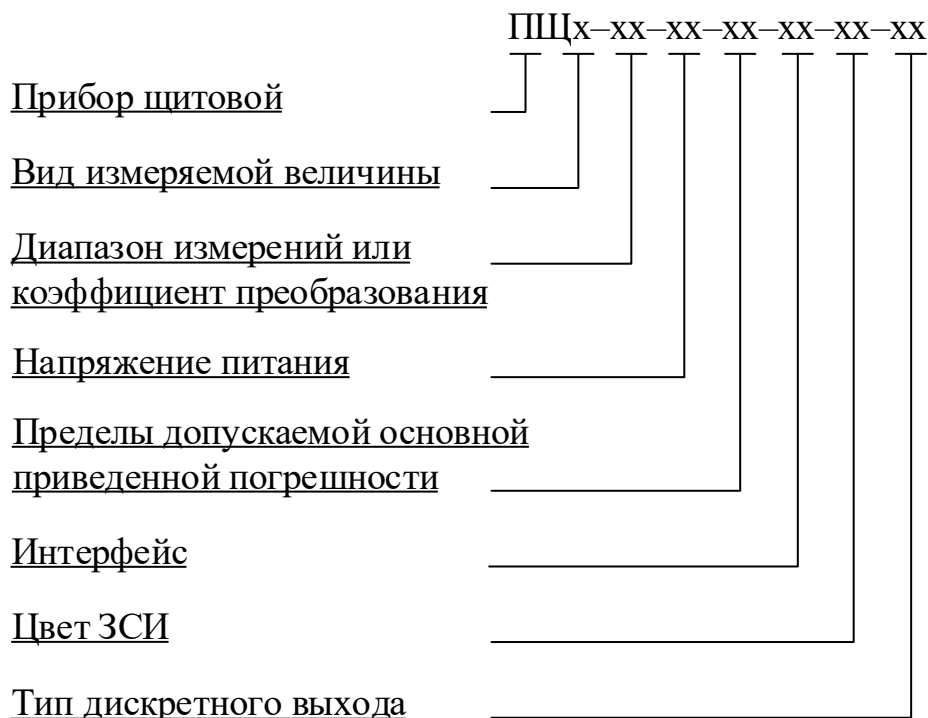 ПЩх–хх–хх–хх–хх–хх–хх
Прибор щитовой
Вид измеряемой величины
Диапазон измерений или
коэффициент преобразования
Напряжение питания
Пределы допускаемой основной
приведенной погрешности
Интерфейс
Цвет ЗСИ
Тип дискретного выхода